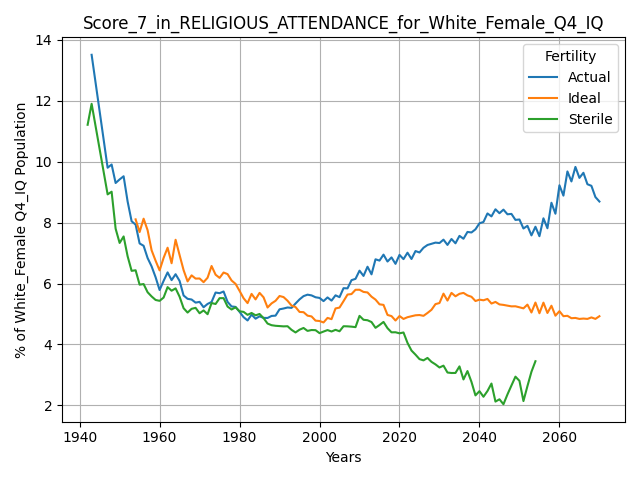 Score_7_in_RELIGIOUS_ATTENDANCE_for_White_Female_Q4_IQ
% of White_Female Q4_IQ Population
14
12
10
8
6
4
2
Fertility
Actual
Ideal
Sterile
1940 1960 1980 2000 2020 2040 2060
Years